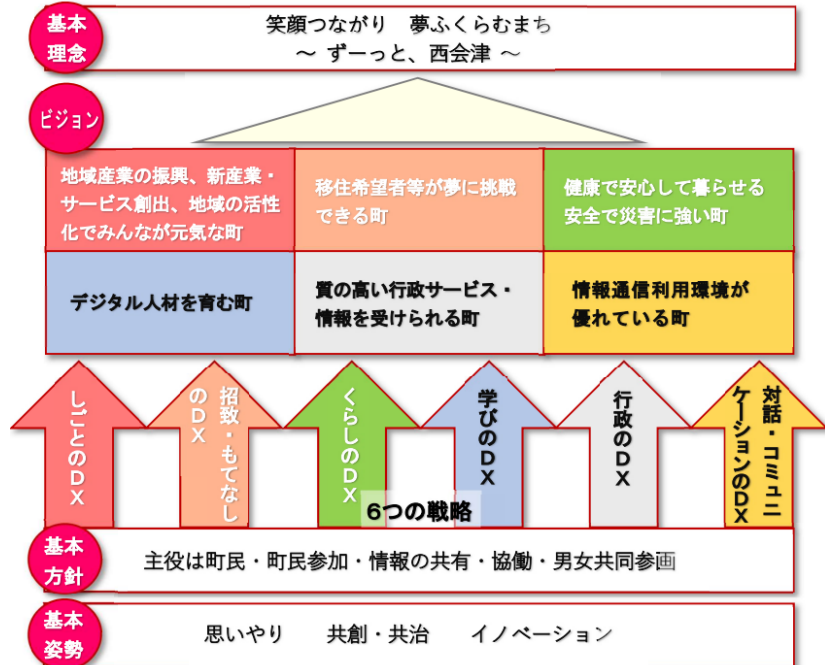 基本
理念
笑顔つながり　夢ふくらむまち
～ ずーっと、西会津 ～
ビジョン
地域産業の振興、新産業・
サービス創出、地域の活性
化でみんなが元気な町
移住希望者等が夢に挑戦
できる町
健康で安心して暮らせる
安全で災害に強い町
デジタル人材を育む町
質の高い行政サービス・
情報を受けられる町
情報通信利用環境が
優れている町
しごとのDX
招致・もてなし
のDX
くらしのDX
学びのDX
行政のDX
対話・コミュニ
ケーションのDX
6つの戦略
基本
方針
主役は町民・町民参加・情報の共有・協働・男女共同参画
基本
姿勢
思いやり　　共創・共治　　イノベーション